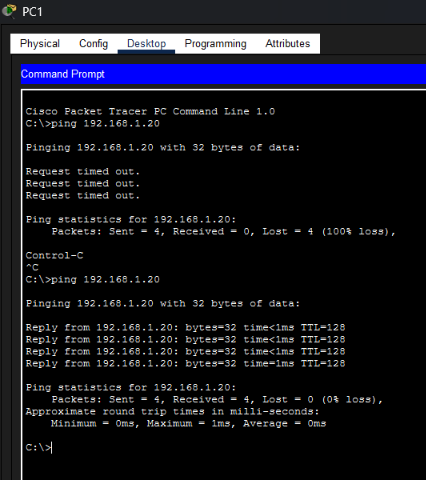 PC1
Physical Config Desktop Programming Attributes
Command Prompt
Cisco Packet Tracer PC Command Line 1.0
C:\>ping 192.168.1.20
Pinging 192.168.1.20 with 32 bytes of data:
Request timed out.
Request timed out.
Request timed out.
Ping statistics for 192.168.1.20:
Packets: Sent = 4, Received = 0, Lost = 4 (100% loss),
Control-C
^C
C:\>ping 192.168.1.20
Pinging 192.168.1.20 with 32 bytes of data:
Reply from 192.168.1.20: bytes=32 time<1ms TTL=128
Reply from 192.168.1.20: bytes=32 time<1ms TTL=128
Reply from 192.168.1.20: bytes=32 time<1ms TTL=128
Reply from 192.168.1.20: bytes=32 time<1ms TTL=128
Ping statistics for 192.168.1.20:
Packets: Sent = 4, Received = 4, Lost = 0 (0% loss),
Approximate round trip times in milli-seconds:
Minimum = 0ms, Maximum = 1ms, Average = 0ms
C:\>